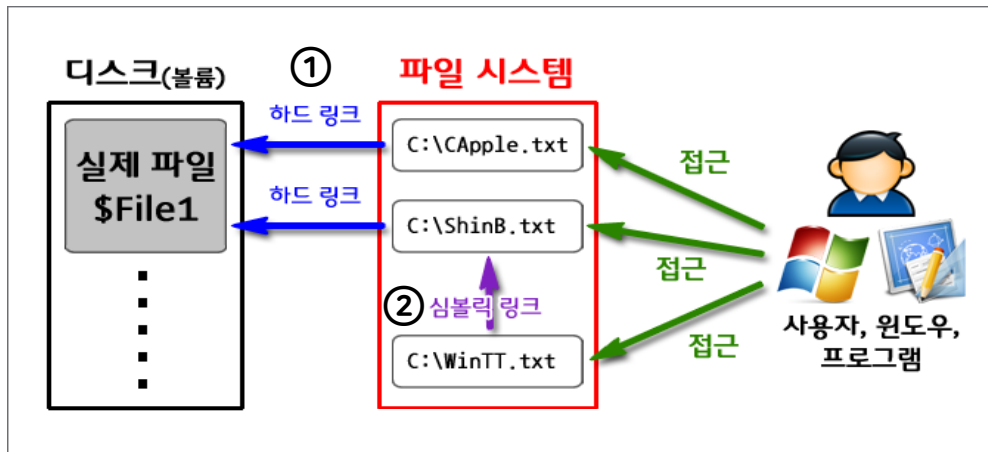 디스크(볼륨)
①
파일 시스템
하드 링크
실제 파일
$File1
C:\CApple.txt
접근
하드 링크
C:\ShinB.txt
접근
② 심볼릭 링크
C:\WinTT.txt
접근
사용자, 윈도우,
프로그램